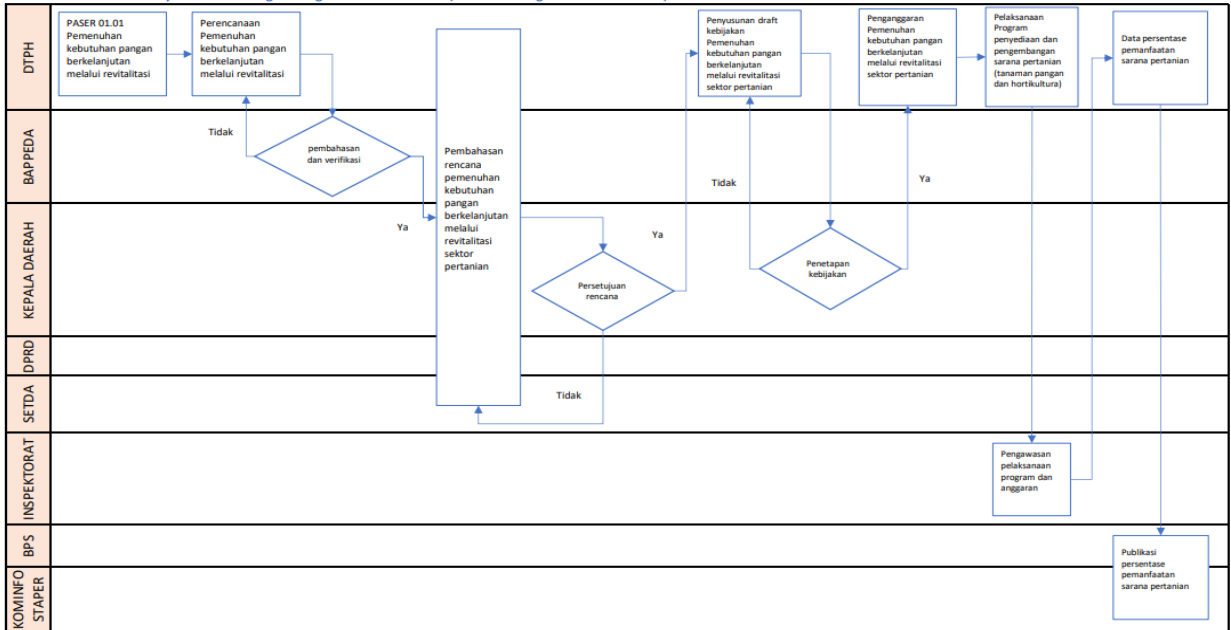 DTPH
PASER 01.01
Pemenuhan
kebutuhan pangan
berkelanjutan
melalui revitalitasi
Perencanaan
Pemenuhan
kebutuhan pangan
berkelanjutan
melalui revitalitasi
Penyusunan draft
kebijakan
Pemenuhan
kebutuhan pangan
berkelanjutan
melalui revitalitasi
sektor pertanian
Penganggaran
Pemenuhan
kebutuhan pangan
berkelanjutan
melalui revitalitasi
sektor pertanian
Pelaksanaan
Program
penyediaan dan
pengembangan
sarana pertanian
(tanaman pangan
dan hortikultura)
Data persentase
pemanfaatan
sarana pertanian
BAPPEDA
Tidak
pembahasan
dan verifikasi
Ya
Pembahasan
rencana
pemenuhan
kebutuhan
pangan
berkelanjutan
melalui
revitalitasi
sektor
pertanian
Tidak
Ya
KEPALA DAERAH
Persetujuan
rencana
Ya
Penetapan
kebijakan
DPRD
SETDA
Tidak
INSPEKTORAT
Pengawasan
pelaksanaan
program dan
anggaran
BPS
Publikasi
persentase
pemanfaatan
sarana pertanian
KOMINFO
STAPER